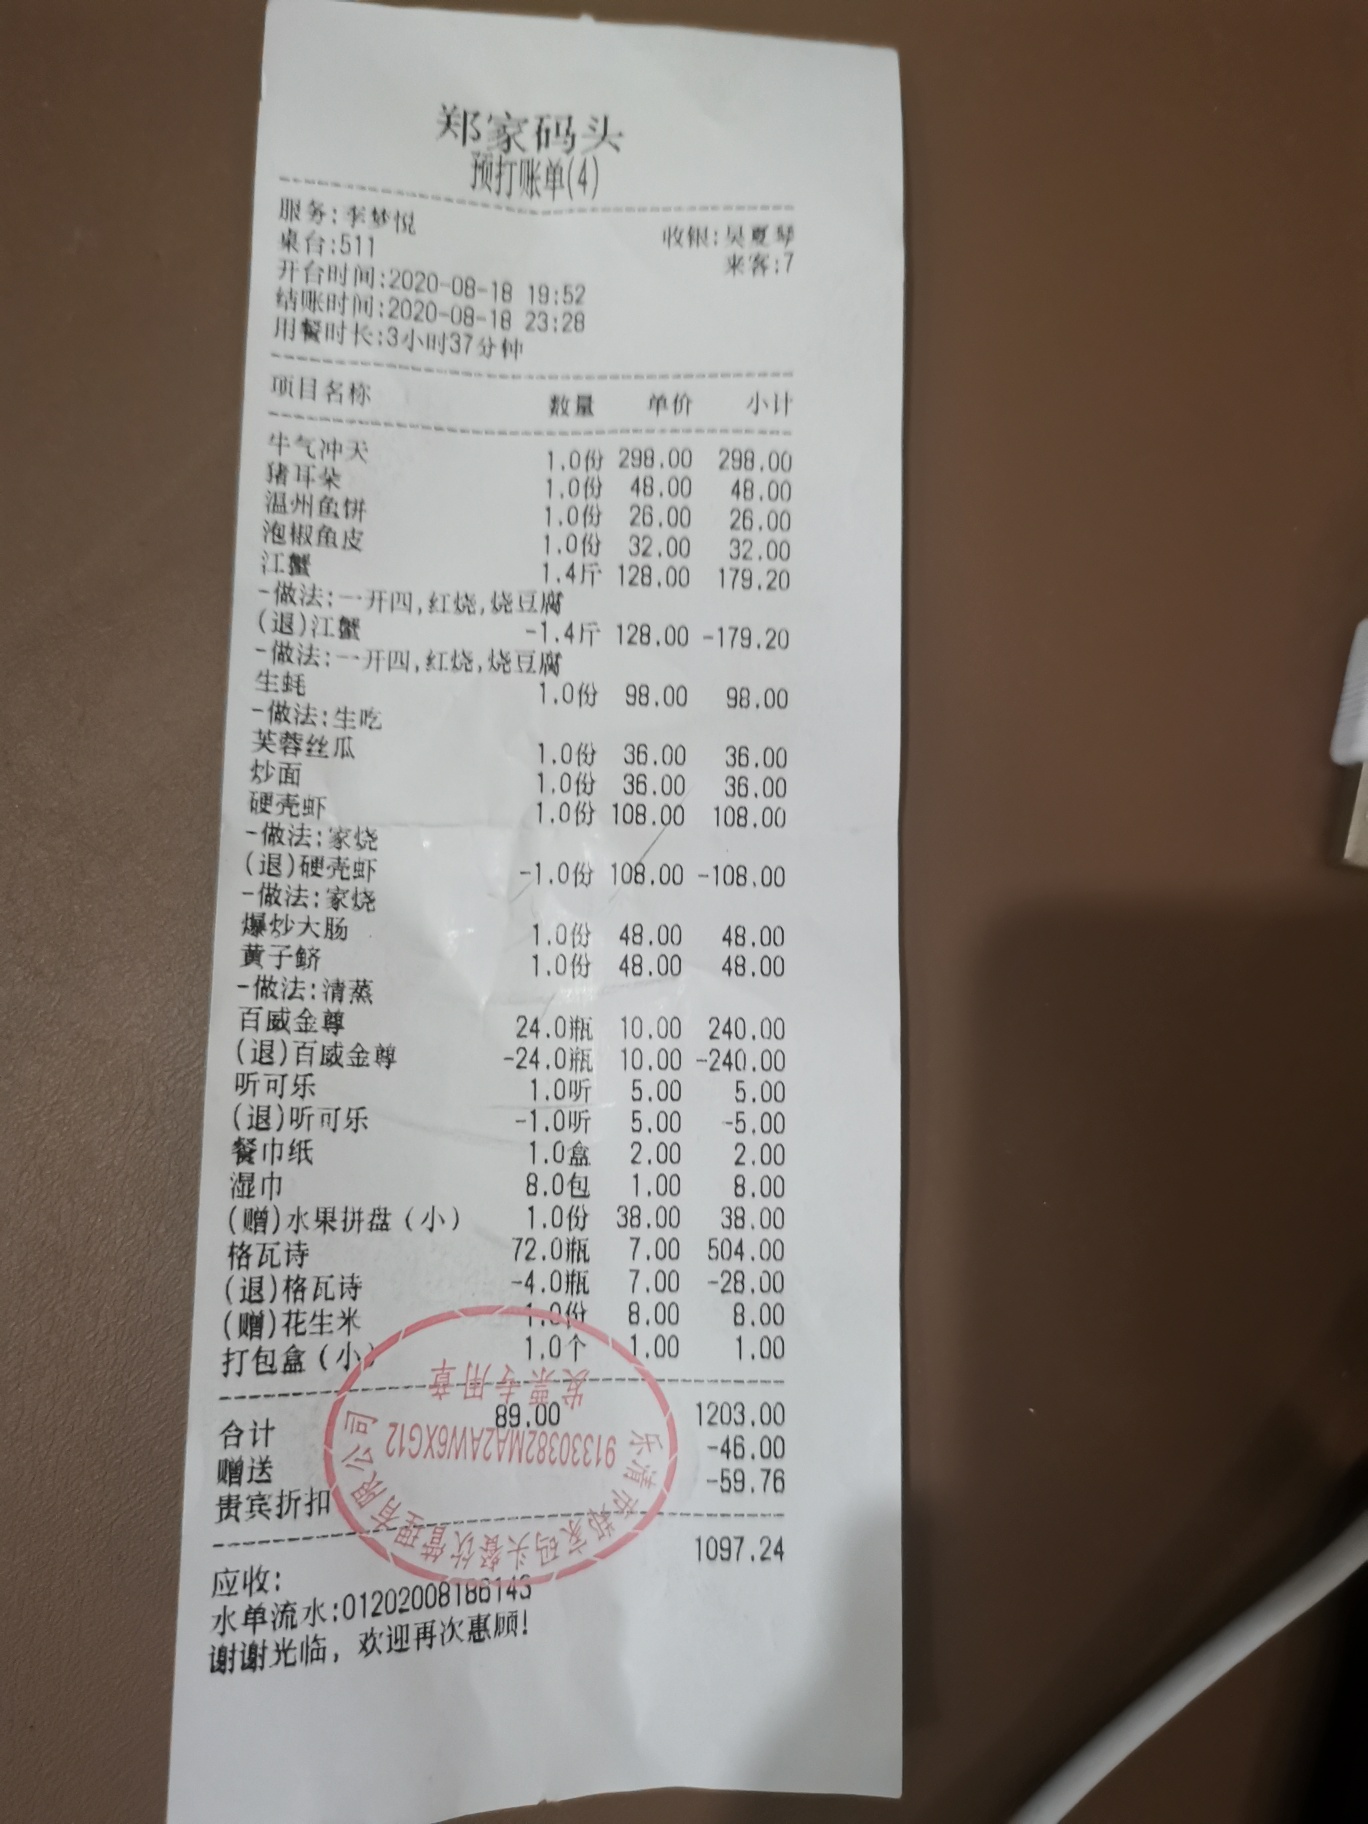 郑家码头
预打账单(4)
服务:李梦悦 收银:吴夏琴
桌台:511 来客:7
开台时间:2020-08-18 19:52
结账时间:2020-08-18 23:28
用餐时长:3小时37分钟
项目名称 数量 单价 小计
牛气冲天 1.0份 298.00 298.00
猪耳朵 1.0份 48.00 48.00
温州鱼饼 1.0份 26.00 26.00
泡椒鱼皮 1.0份 32.00 32.00
江蟹 1.4斤 128.00 179.20
-做法:一开四,红烧,烧豆腐
(退)江蟹 -1.4斤 128.00 -179.20
-做法:一开四,红烧,烧豆腐
生蚝 1.0份 98.00 98.00
-做法:生吃
芙蓉丝瓜 1.0份 36.00 36.00
炒面 1.0份 36.00 36.00
硬壳虾 1.0份 108.00 108.00
-做法:家烧
(退)硬壳虾 -1.0份 108.00 -108.00
-做法:家烧
爆炒大肠 1.0份 48.00 48.00
黄子鲚 1.0份 48.00 48.00
-做法:清蒸
百威金尊 24.0瓶 10.00 240.00
(退)百威金尊 -24.0瓶 10.00 -240.00
听可乐 1.0听 5.00 5.00
(退)听可乐 -1.0听 5.00 -5.00
餐巾纸 1.0盒 2.00 2.00
湿巾 8.0包 1.00 8.00
(赠)水果拼盘(小) 1.0份 38.00 38.00
格瓦诗 72.0瓶 7.00 504.00
(退)格瓦诗 -4.0瓶 7.00 -28.00
(赠)花生米 1.0份 8.00 8.00
打包盒(小) 1.0个 1.00 1.00
合计 89.00 1203.00
赠送 -46.00
贵宾折扣 -59.76
应收: 1097.24
水单流水:01202008186143
谢谢光临,欢迎再次惠顾!
乐清市郑家码头餐饮管理有限公司
91330382MA2AW6XG12
发票专用章